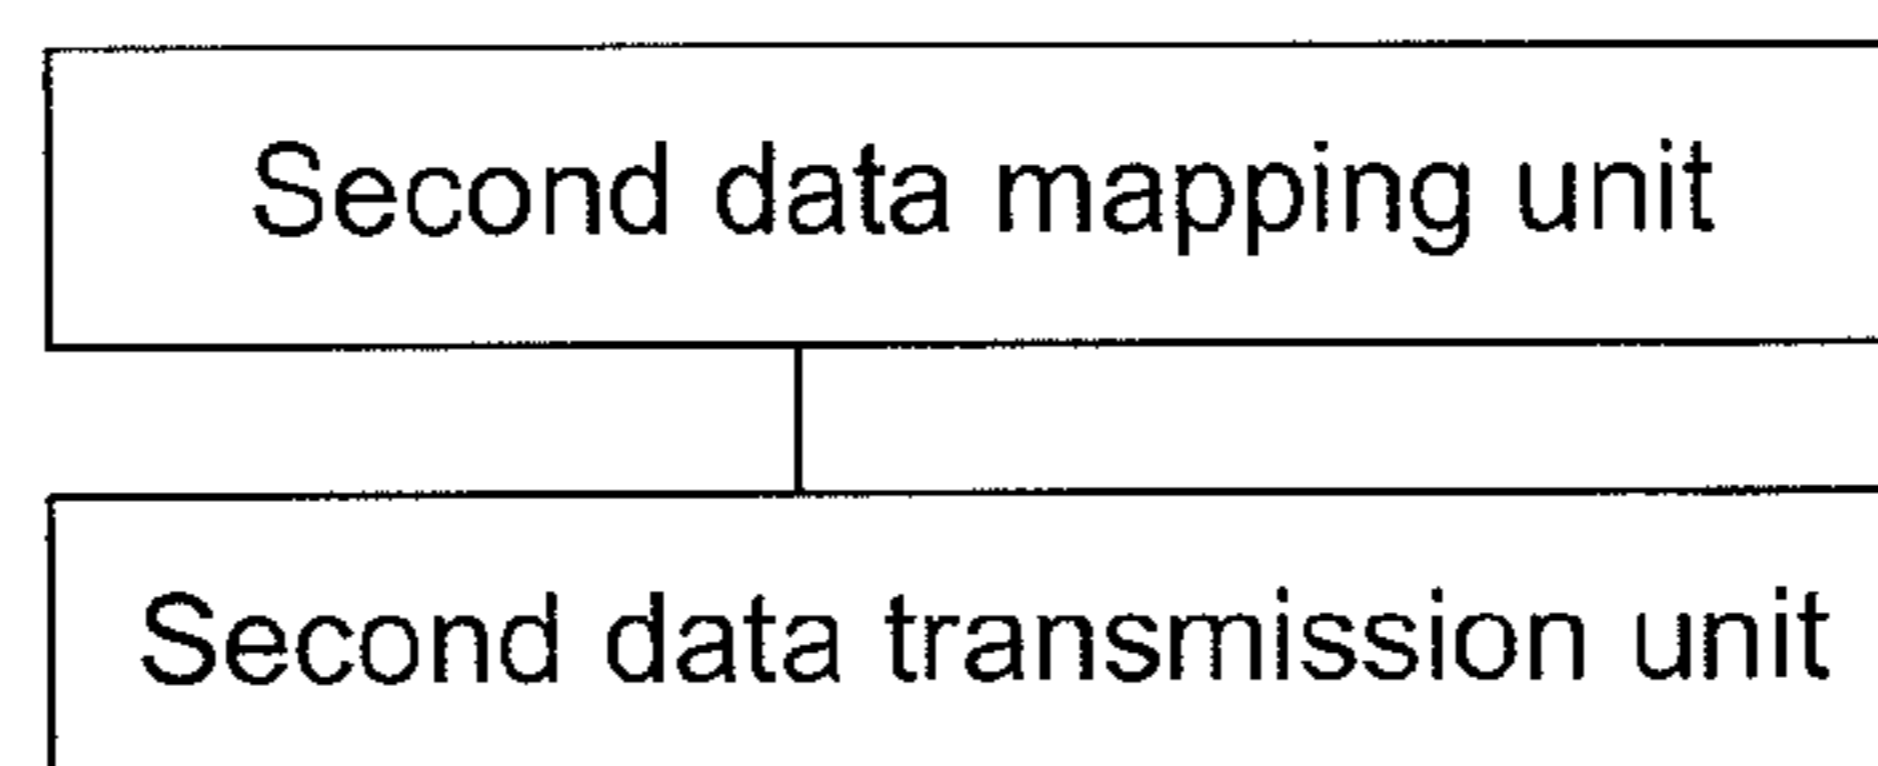 Second data mapping unit
Second data transmission unit